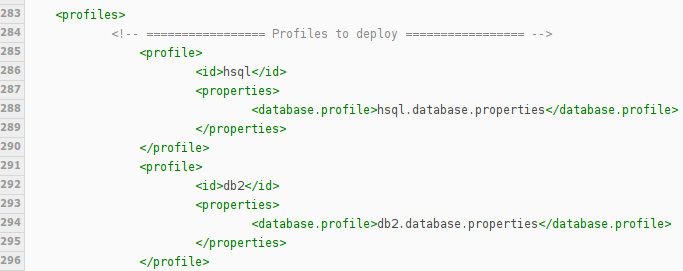 283 <profiles>
284 <!-- ================= Profiles to deploy ================= -->
285 <profile>
286 <id>hsql</id>
287 <properties>
288 <database.profile>hsql.database.properties</database.profile>
289 </properties>
290 </profile>
291 <profile>
292 <id>db2</id>
293 <properties>
294 <database.profile>db2.database.properties</database.profile>
295 </properties>
296 </profile>